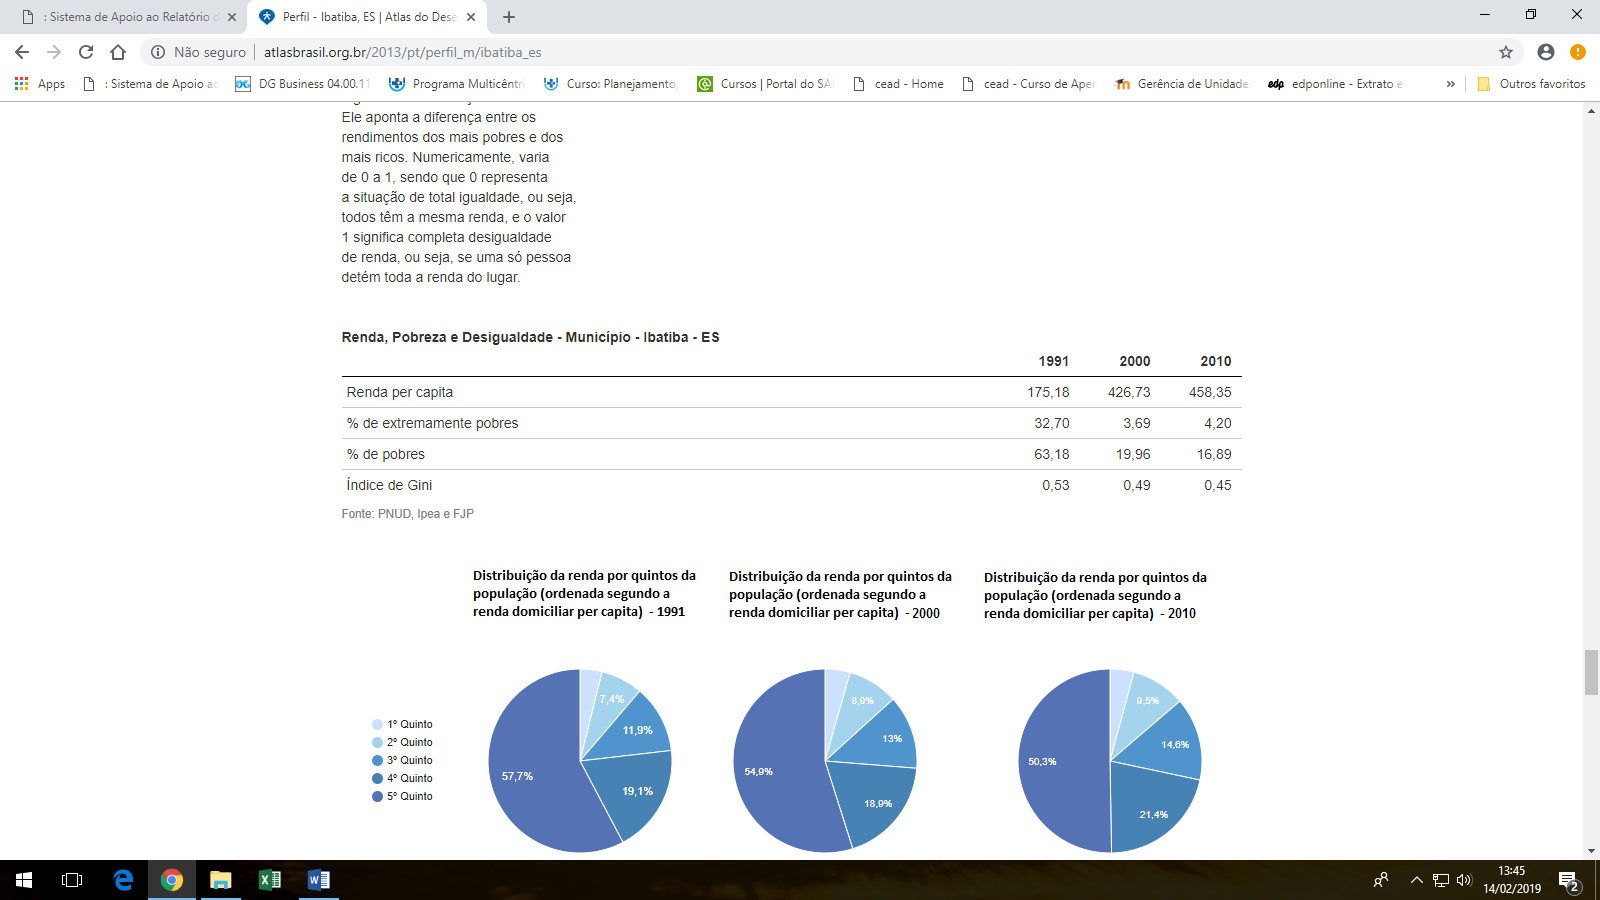 : Sistema de Apoio ao Relatório d
Perfil - Ibatiba, ES | Atlas do Dese
Não seguro
atlasbrasil.org.br/2013/pt/perfil_m/ibatiba_es
Apps
: Sistema de Apoio ao
DG Business 04.00.11
Programa Multicêntri
Curso: Planejamento,
Cursos | Portal do SA
cead - Home
cead - Curso de Aper
Gerência de Unidade
edp edponline - Extrato e
»
Outros favoritos
Ele aponta a diferença entre os
rendimentos dos mais pobres e dos
mais ricos. Numericamente, varia
de 0 a 1, sendo que 0 representa
a situação de total igualdade, ou seja,
todos têm a mesma renda, e o valor
1 significa completa desigualdade
de renda, ou seja, se uma só pessoa
detém toda a renda do lugar.
Renda, Pobreza e Desigualdade - Município - Ibatiba - ES
1991 2000 2010
Renda per capita 175,18 426,73 458,35
% de extremamente pobres 32,70 3,69 4,20
% de pobres 63,18 19,96 16,89
Índice de Gini 0,53 0,49 0,45
Fonte: PNUD, Ipea e FJP
Distribuição da renda por quintos da
população (ordenada segundo a
renda domiciliar per capita) - 1991
Distribuição da renda por quintos da
população (ordenada segundo a
renda domiciliar per capita) - 2000
Distribuição da renda por quintos da
população (ordenada segundo a
renda domiciliar per capita) - 2010
1º Quinto
2º Quinto
3º Quinto
4º Quinto
5º Quinto
7,4%
11,9%
19,1%
57,7%
8,9%
13%
18,9%
54,9%
9,5%
14,6%
21,4%
50,3%
13:45
14/02/2019
2